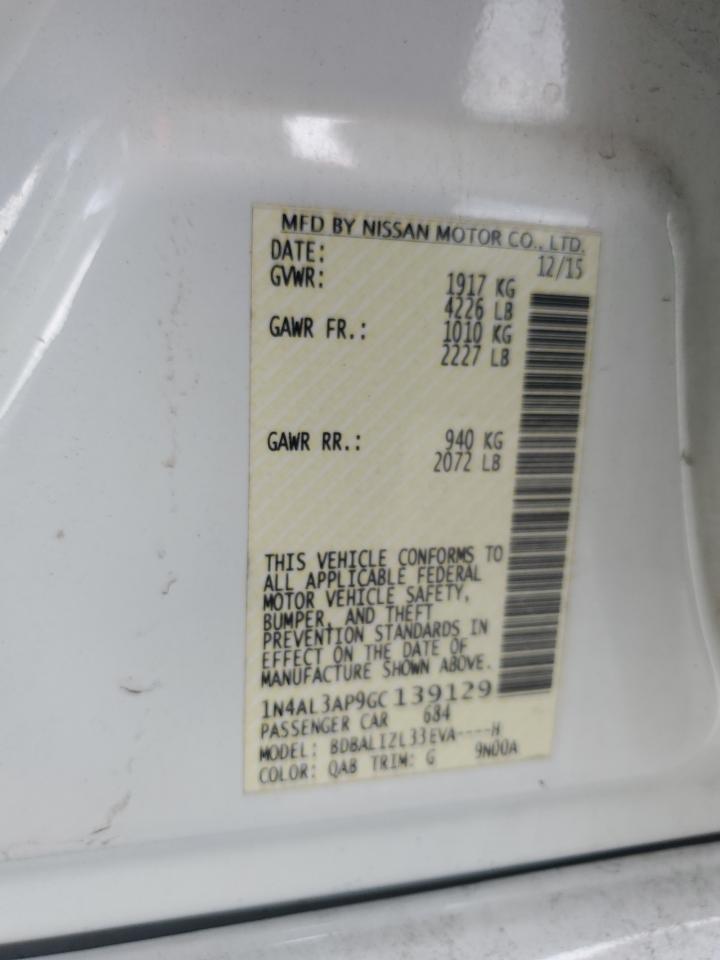 MFD BY NISSAN MOTOR CO., LTD.
DATE: 12/15
GVWR: 1917 KG
4226 LB
GAWR FR.: 1010 KG
2227 LB
GAWR RR.: 940 KG
2072 LB
THIS VEHICLE CONFORMS TO
ALL APPLICABLE FEDERAL
MOTOR VEHICLE SAFETY,
BUMPER, AND THEFT
PREVENTION STANDARDS IN
EFFECT ON THE DATE OF
MANUFACTURE SHOWN ABOVE.
1N4AL3AP9GC139129
PASSENGER CAR 684
MODEL: BDBALIZL33EVA----H
COLOR: QAB TRIM: G 9N00A